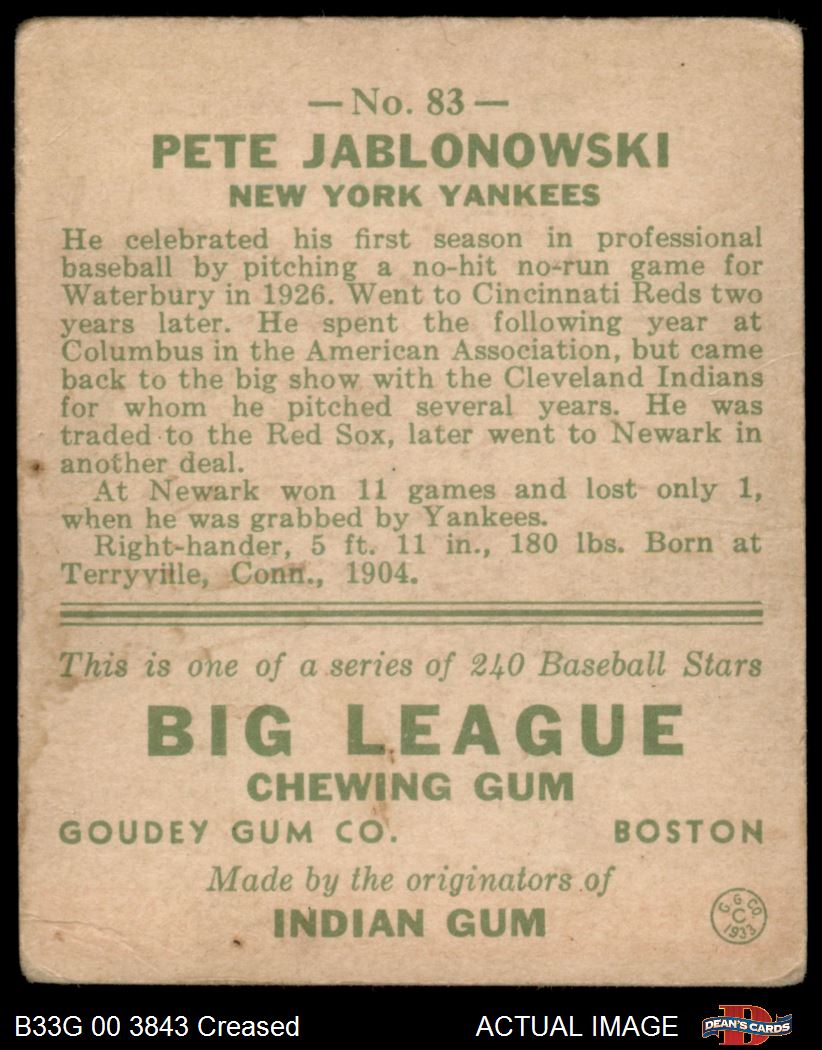 — No. 83 —
PETE JABLONOWSKI
NEW YORK YANKEES
He celebrated his first season in professional
baseball by pitching a no-hit no-run game for
Waterbury in 1926. Went to Cincinnati Reds two
years later. He spent the following year at
Columbus in the American Association, but came
back to the big show with the Cleveland Indians
for whom he pitched several years. He was
traded to the Red Sox, later went to Newark in
another deal.
At Newark won 11 games and lost only 1,
when he was grabbed by Yankees.
Right-hander, 5 ft. 11 in., 180 lbs. Born at
Terryville, Conn., 1904.
This is one of a series of 240 Baseball Stars
BIG LEAGUE
CHEWING GUM
GOUDEY GUM CO. BOSTON
Made by the originators of
INDIAN GUM
G. G. CO.
C
1933
B33G 00 3843 Creased ACTUAL IMAGE
D
DEAN'S CARDS